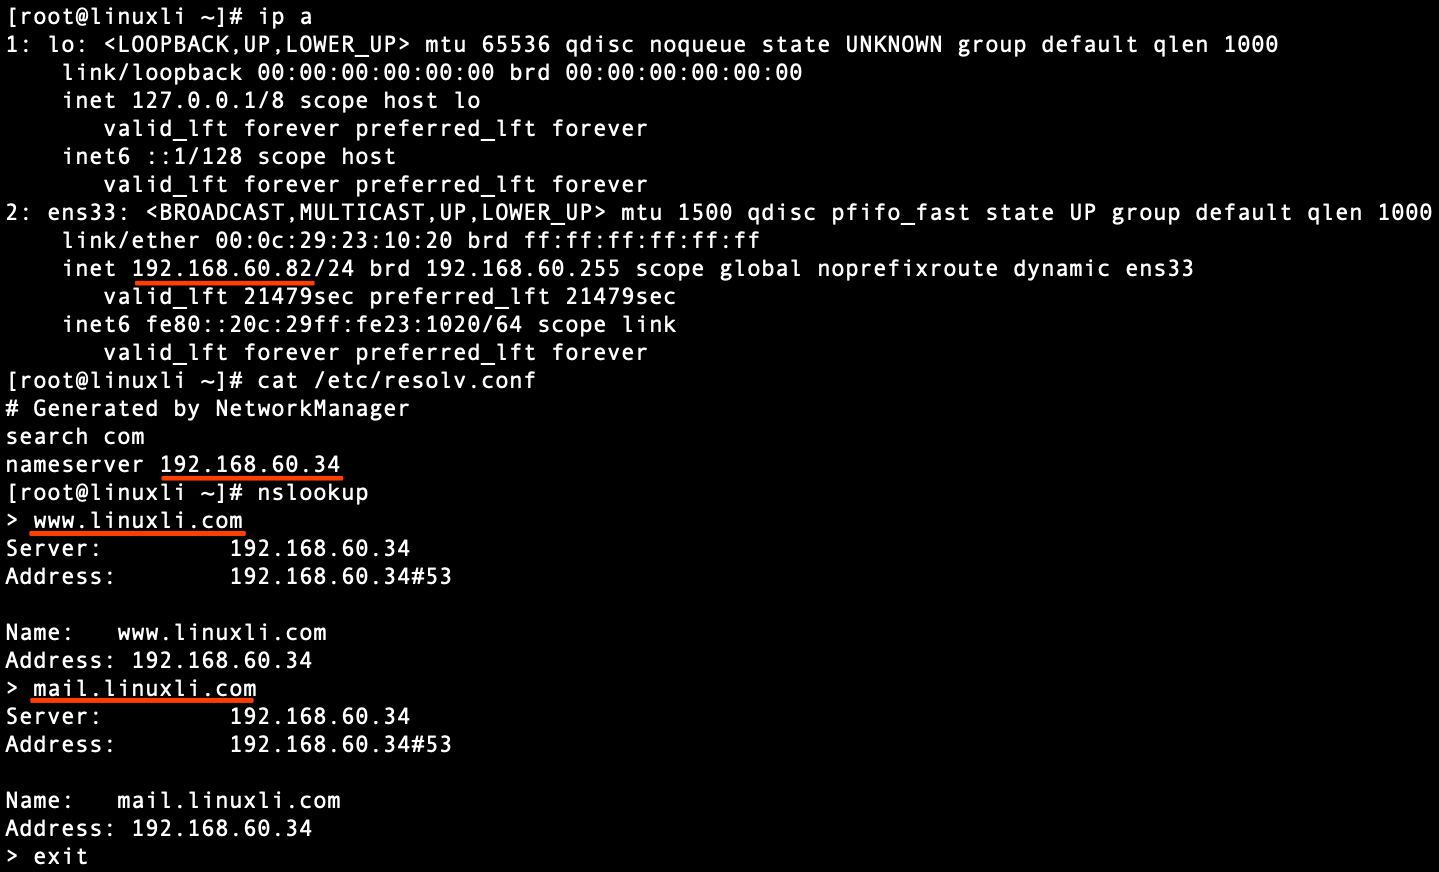 [root@linuxli ~]# ip a
1: lo: <LOOPBACK,UP,LOWER_UP> mtu 65536 qdisc noqueue state UNKNOWN group default qlen 1000
    link/loopback 00:00:00:00:00:00 brd 00:00:00:00:00:00
    inet 127.0.0.1/8 scope host lo
       valid_lft forever preferred_lft forever
    inet6 ::1/128 scope host
       valid_lft forever preferred_lft forever
2: ens33: <BROADCAST,MULTICAST,UP,LOWER_UP> mtu 1500 qdisc pfifo_fast state UP group default qlen 1000
    link/ether 00:0c:29:23:10:20 brd ff:ff:ff:ff:ff:ff
    inet 192.168.60.82/24 brd 192.168.60.255 scope global noprefixroute dynamic ens33
       valid_lft 21479sec preferred_lft 21479sec
    inet6 fe80::20c:29ff:fe23:1020/64 scope link
       valid_lft forever preferred_lft forever
[root@linuxli ~]# cat /etc/resolv.conf
# Generated by NetworkManager
search com
nameserver 192.168.60.34
[root@linuxli ~]# nslookup
> www.linuxli.com
Server:         192.168.60.34
Address:        192.168.60.34#53

Name:   www.linuxli.com
Address: 192.168.60.34
> mail.linuxli.com
Server:         192.168.60.34
Address:        192.168.60.34#53

Name:   mail.linuxli.com
Address: 192.168.60.34
> exit